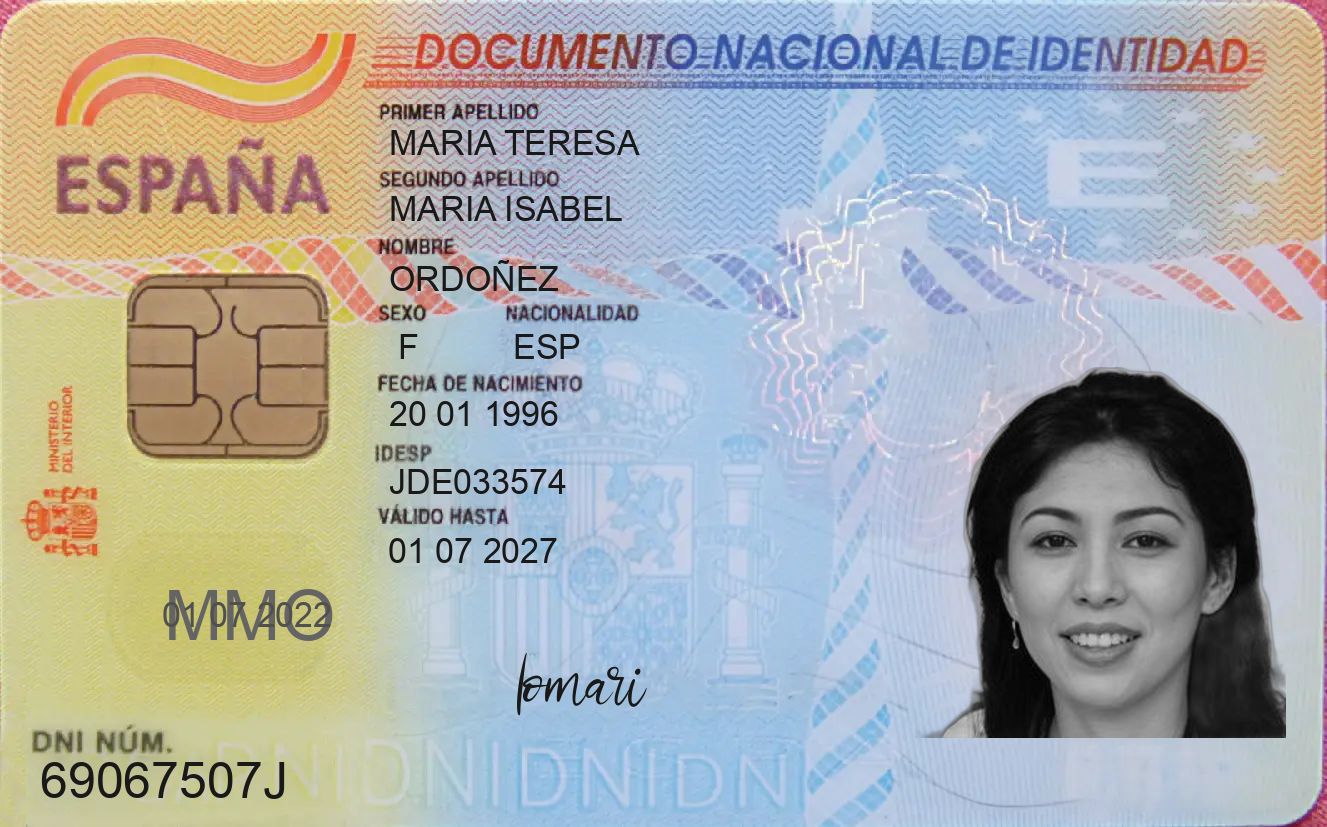 DOCUMENTO NACIONAL DE IDENTIDAD
ESPAÑA
PRIMER APELLIDO
MARIA TERESA
SEGUNDO APELLIDO
MARIA ISABEL
NOMBRE
ORDOÑEZ
SEXO NACIONALIDAD
F ESP
FECHA DE NACIMIENTO
20 01 1996
IDESP
JDE033574
VÁLIDO HASTA
01 07 2027
MINISTERIO
DEL INTERIOR
E
MMO
01 07 2022
lomari
DNI NÚM.
69067507J
DNIDNIDNIDNI